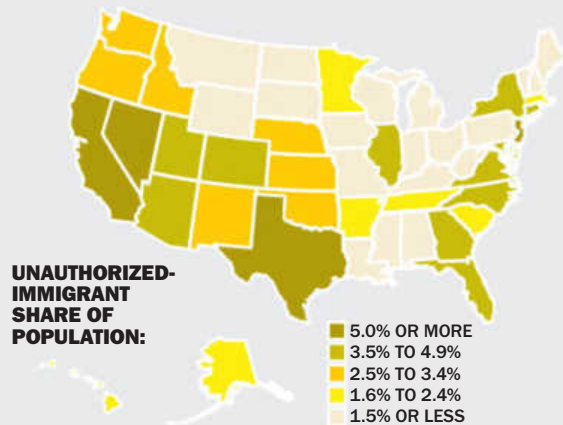 UNAUTHORIZED-
IMMIGRANT
SHARE OF
POPULATION:
5.0% OR MORE
3.5% TO 4.9%
2.5% TO 3.4%
1.6% TO 2.4%
1.5% OR LESS